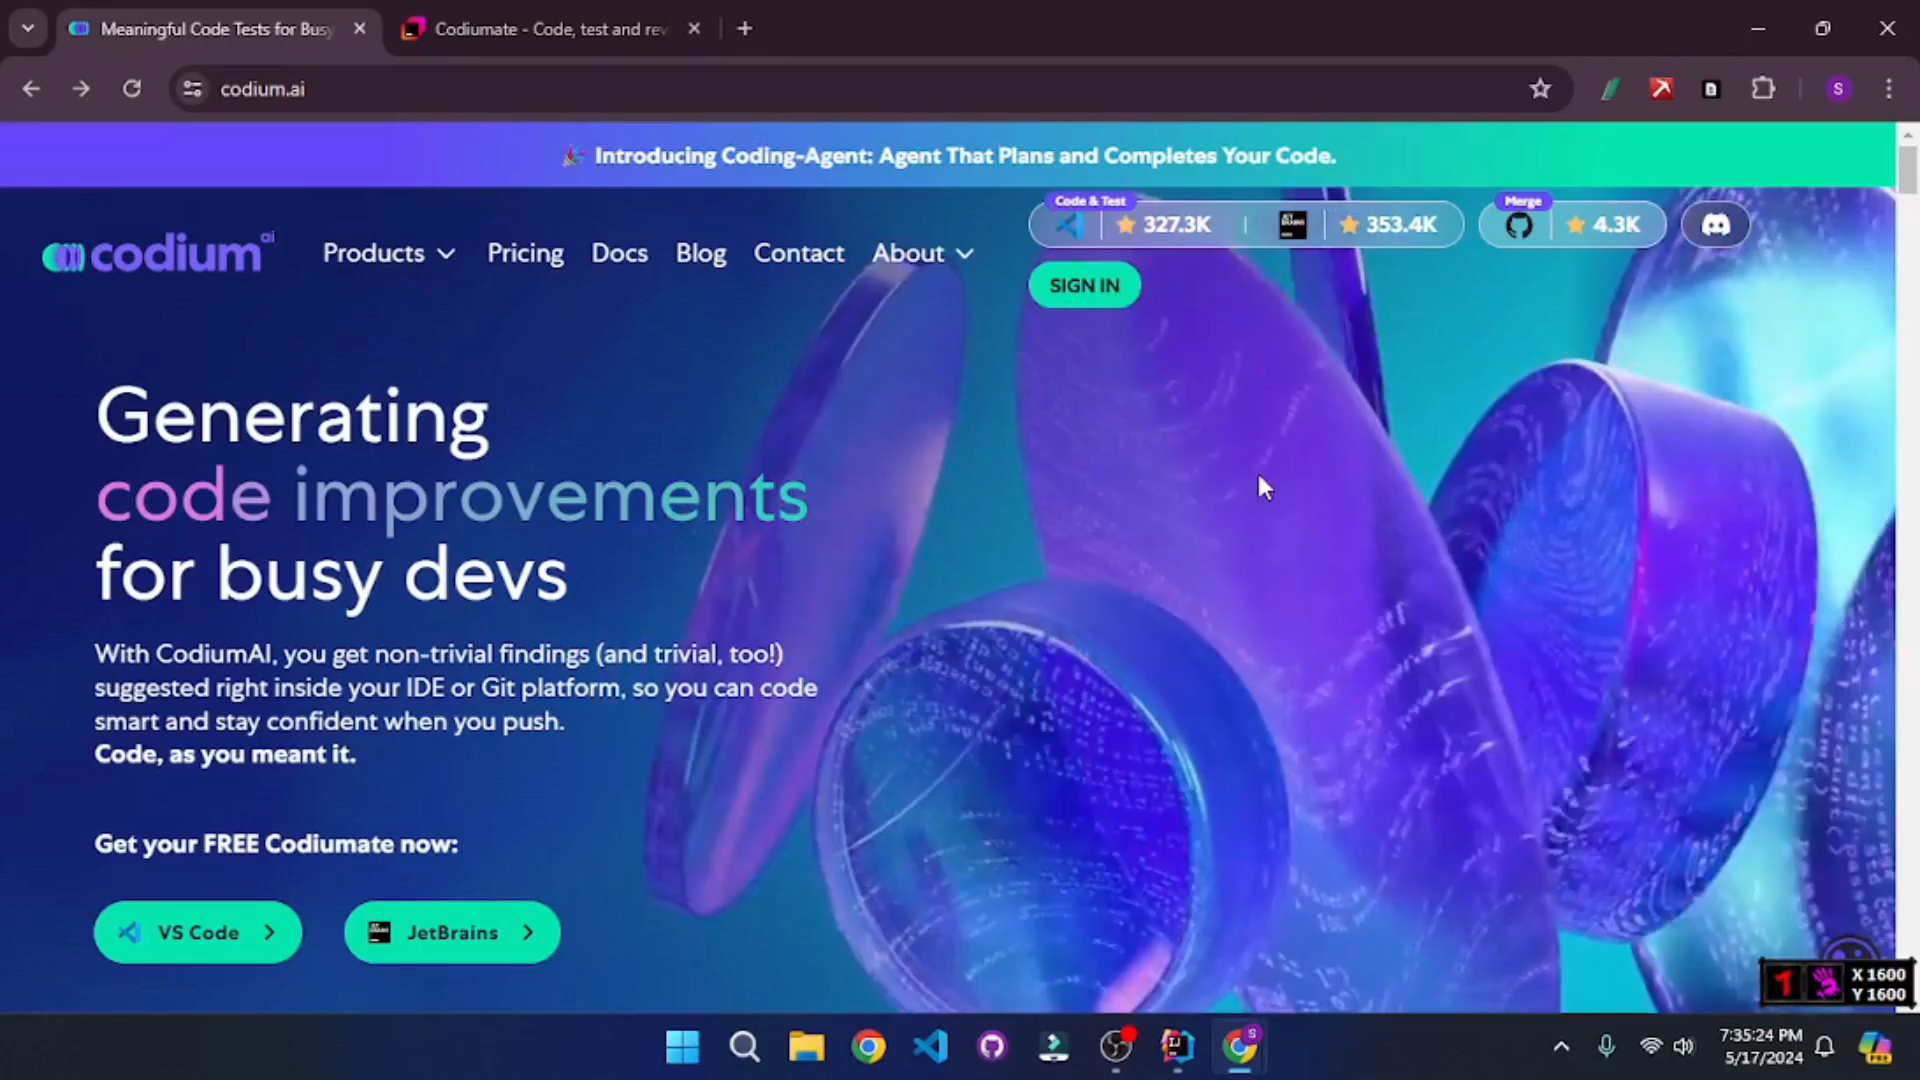 Meaningful Code Tests for Busy
Codiumate - Code, test and rev
codium.ai
S
Introducing Coding-Agent: Agent That Plans and Completes Your Code.
codium ai
Products
Pricing
Docs
Blog
Contact
About
Code & Test
327.3K
JET BRAINS
353.4K
Merge
4.3K
SIGN IN
Generating
code improvements
for busy devs
With CodiumAI, you get non-trivial findings (and trivial, too!)
suggested right inside your IDE or Git platform, so you can code
smart and stay confident when you push.
Code, as you meant it.
Get your FREE Codiumate now:
VS Code
JetBrains
1
X 1600
Y 1600
7:35:24 PM
5/17/2024